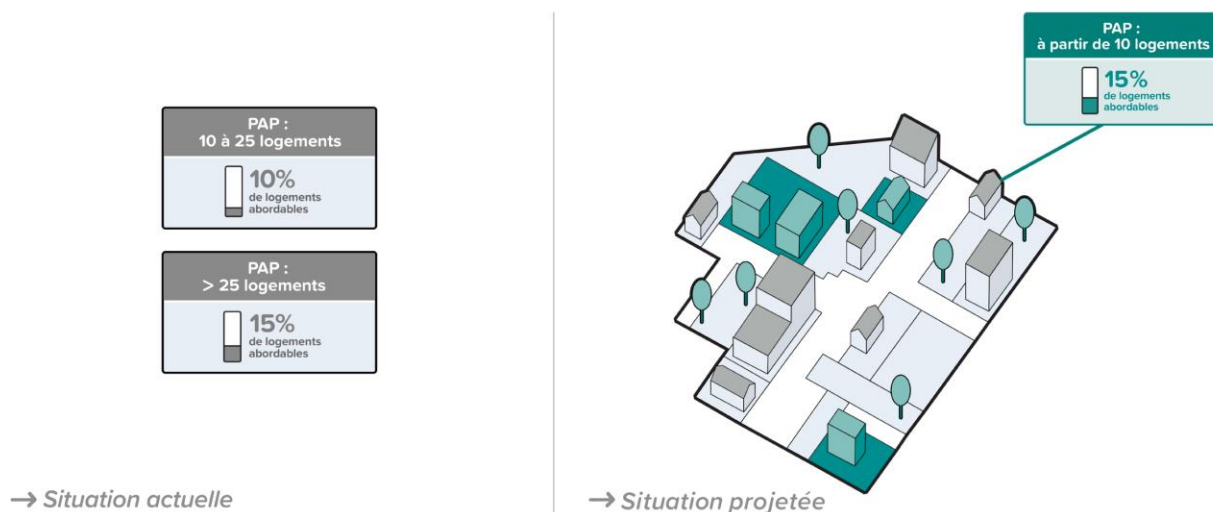 PAP :
10 à 25 logements
10%
de logements
abordables
PAP :
> 25 logements
15%
de logements
abordables
→ Situation actuelle
PAP :
à partir de 10 logements
15%
de logements
abordables
→ Situation projetée